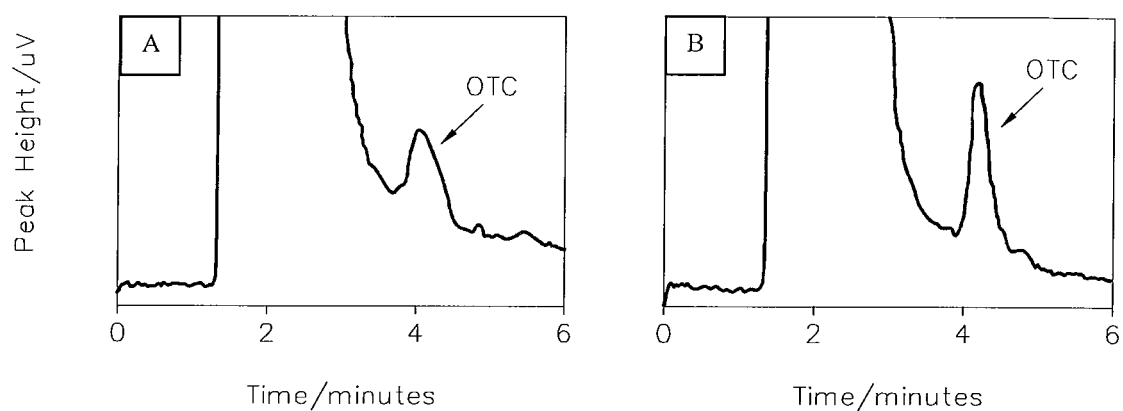 A
OTC
Peak Height/uV
0 2 4 6
Time/minutes
B
OTC
0 2 4 6
Time/minutes